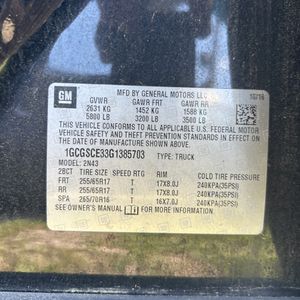 GM
MFD BY GENERAL MOTORS LLC
10/16
GVWR GAWR FRT GAWR RR
2631 KG 1452 KG 1588 KG
5800 LB 3200 LB 3500 LB
THIS VEHICLE CONFORMS TO ALL APPLICABLE U.S. FEDERAL MOTOR
VEHICLE SAFETY AND THEFT PREVENTION STANDARDS IN EFFECT ON
THE DATE OF MANUFACTURE SHOWN ABOVE.
1GCGSCE33G1385703 TYPE: TRUCK
MODEL: 2N43
2BCT TIRE SIZE SPEED RTG RIM COLD TIRE PRESSURE
FRT 255/65R17 T 17X8.0J 240KPA(35PSI)
RR 255/65R17 T 17X8.0J 240KPA(35PSI)
SPA 265/70R16 T 16X7.0J 240KPA(35PSI)
SEE OWNER'S MANUAL FOR ADDITIONAL INFORMATION